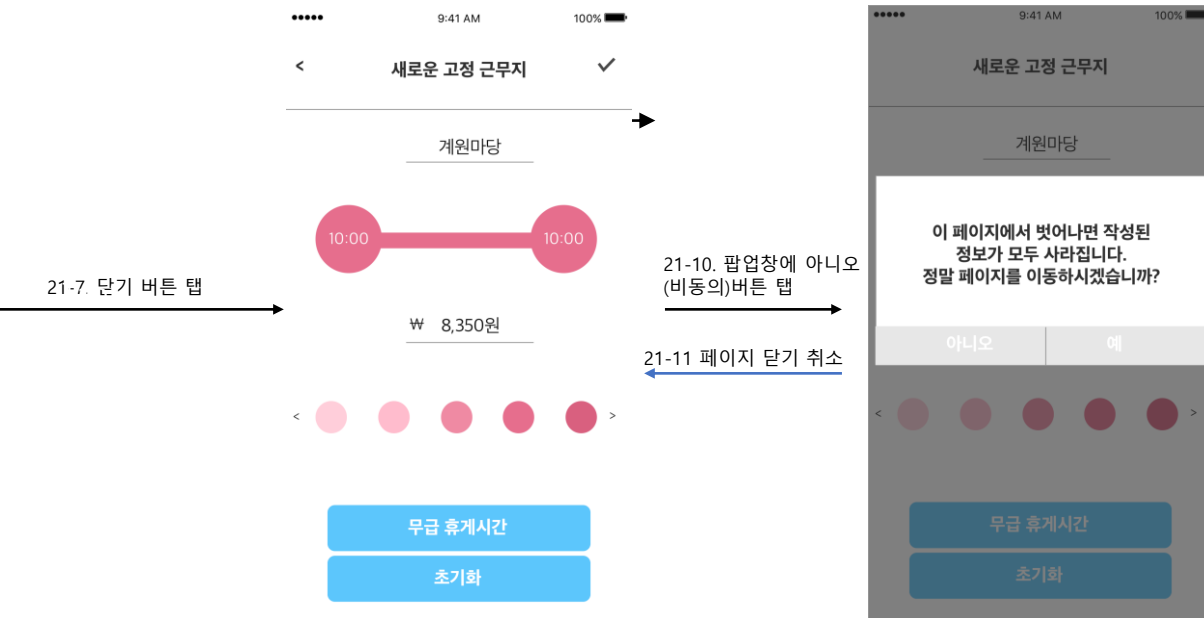 9:41 AM
100%
<
새로운 고정 근무지
계원마당
10:00
10:00
₩ 8,350원
<
>
무급 휴게시간
초기화
21-7. 닫기 버튼 탭
21-10. 팝업창에 아니오
(비동의)버튼 탭
21-11 페이지 닫기 취소
9:41 AM
100%
새로운 고정 근무지
계원마당
이 페이지에서 벗어나면 작성된
정보가 모두 사라집니다.
정말 페이지를 이동하시겠습니까?
아니오
예
<
>
무급 휴게시간
초기화